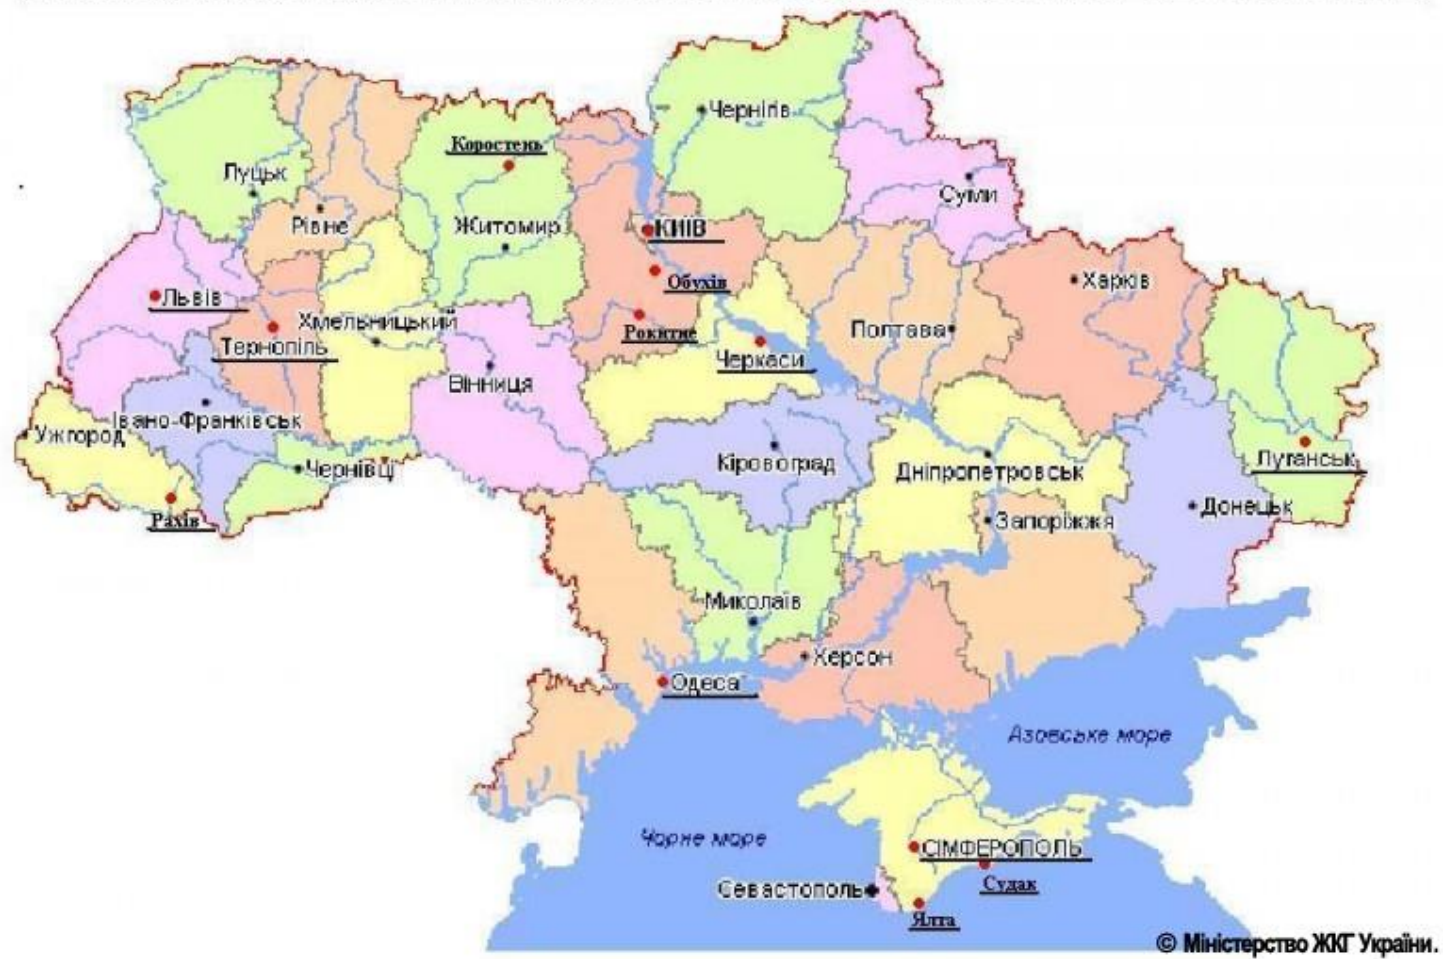 Чернігів
Коростень
Луцьк
Суми
Рівне
Житомир
КИЇВ
Обухів
Харків
Львів
Хмельницький
Рокитне
Полтава
Тернопіль
Черкаси
Вінниця
Івано-Франківськ
Ужгород
Чернівці
Кіровоград
Дніпропетровськ
Луганськ
Рахів
Запоріжжя
Донецьк
Миколаїв
Херсон
Одеса
Азовське море
Чорне море
СІМФЕРОПОЛЬ
Севастополь
Судак
Ялта
© Міністерство ЖКГ України.